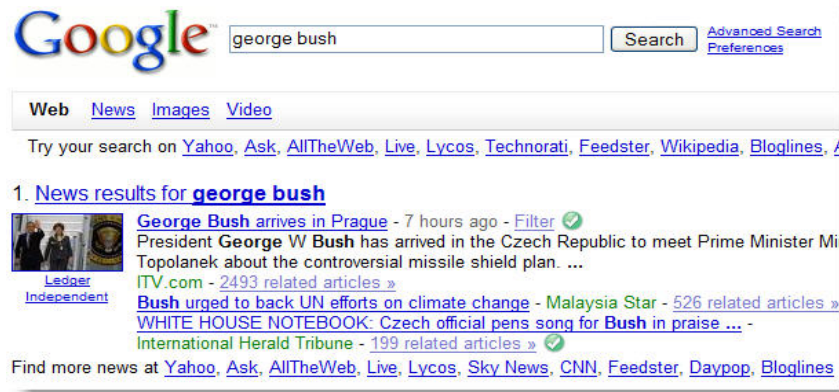 Google™ george bush Search Advanced Search
Preferences
Web News Images Video
Try your search on Yahoo, Ask, AllTheWeb, Live, Lycos, Technorati, Feedster, Wikipedia, Bloglines,
1. News results for george bush
George Bush arrives in Prague - 7 hours ago - Filter
President George W Bush has arrived in the Czech Republic to meet Prime Minister Mi
Topolanek about the controversial missile shield plan. ...
Ledger
Independent
ITV.com - 2493 related articles »
Bush urged to back UN efforts on climate change - Malaysia Star - 526 related articles »
WHITE HOUSE NOTEBOOK: Czech official pens song for Bush in praise ... -
International Herald Tribune - 199 related articles »
Find more news at Yahoo, Ask, AllTheWeb, Live, Lycos, Sky News, CNN, Feedster, Daypop, Bloglines